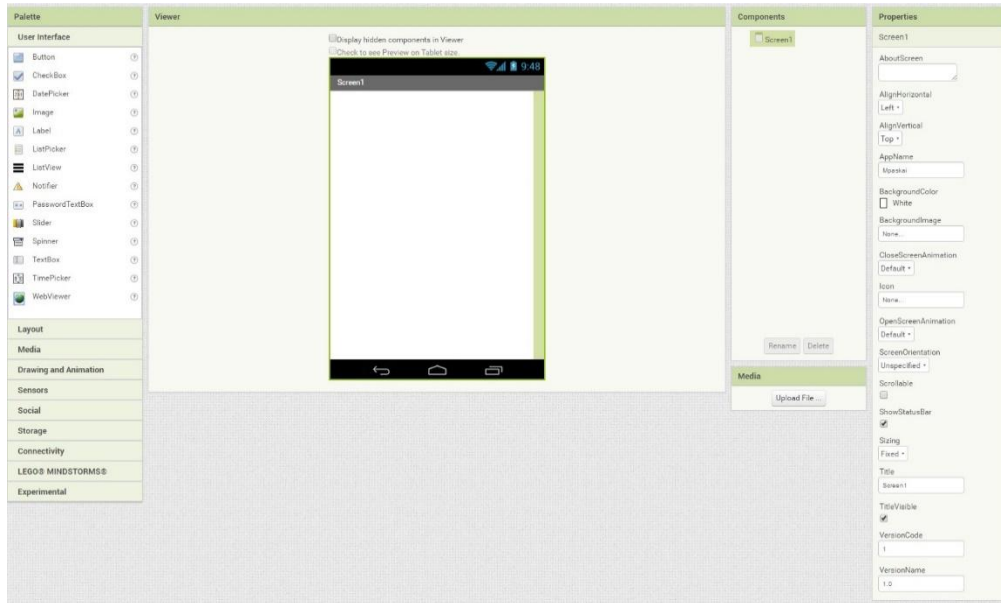 Palette
User Interface
Button
CheckBox
DatePicker
Image
Label
ListPicker
ListView
Notifier
PasswordTextBox
Slider
Spinner
TextBox
TimePicker
WebViewer
Layout
Media
Drawing and Animation
Sensors
Social
Storage
Connectivity
LEGO® MINDSTORMS®
Experimental
Viewer
Display hidden components in Viewer
Check to see Preview on Tablet size.
9:48
Screen1
Components
Screen1
Rename Delete
Media
Upload File ...
Properties
Screen1
AboutScreen
AlignHorizontal
Left
AlignVertical
Top
AppName
Mpaskai
BackgroundColor
White
BackgroundImage
None...
CloseScreenAnimation
Default
Icon
None...
OpenScreenAnimation
Default
ScreenOrientation
Unspecified
Scrollable
ShowStatusBar
Sizing
Fixed
Title
Screen1
TitleVisible
VersionCode
1
VersionName
1.0